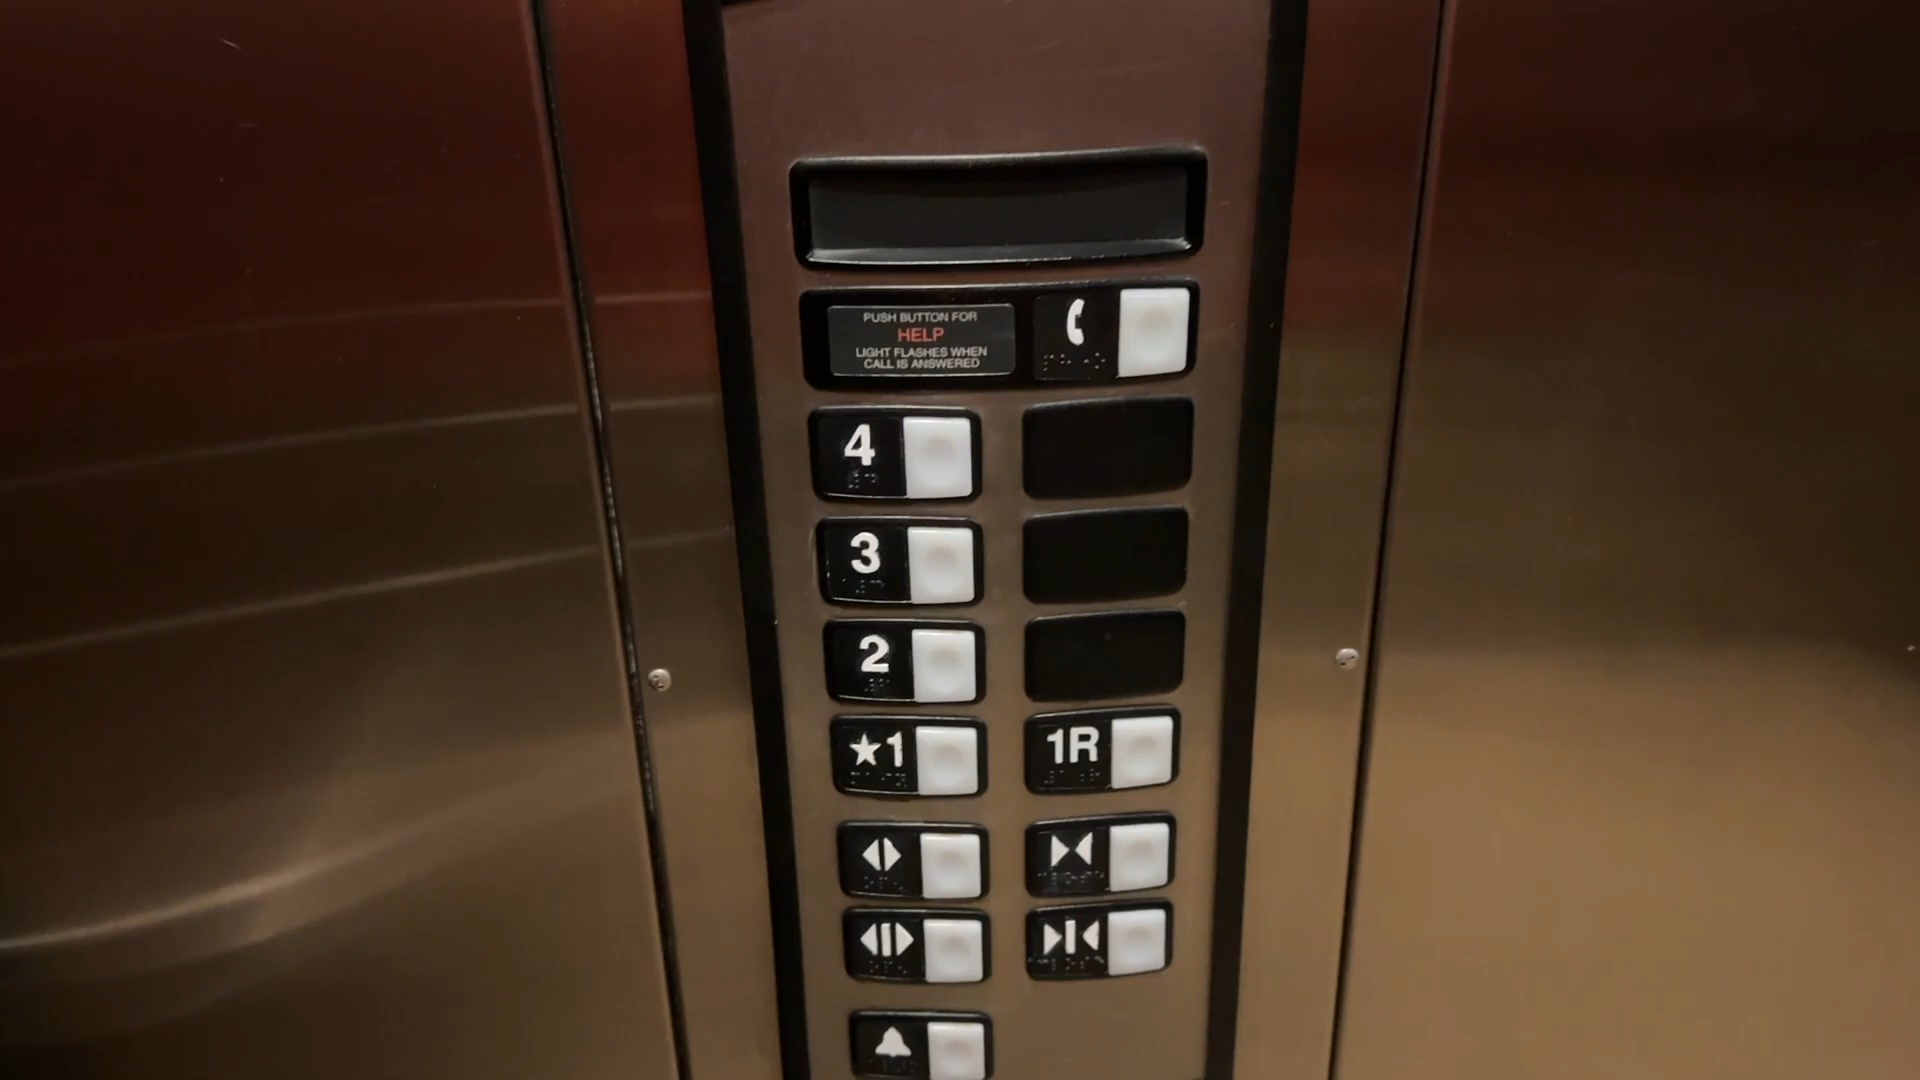 PUSH BUTTON FOR
HELP
LIGHT FLASHES WHEN
CALL IS ANSWERED
4
3
2
★1 1R